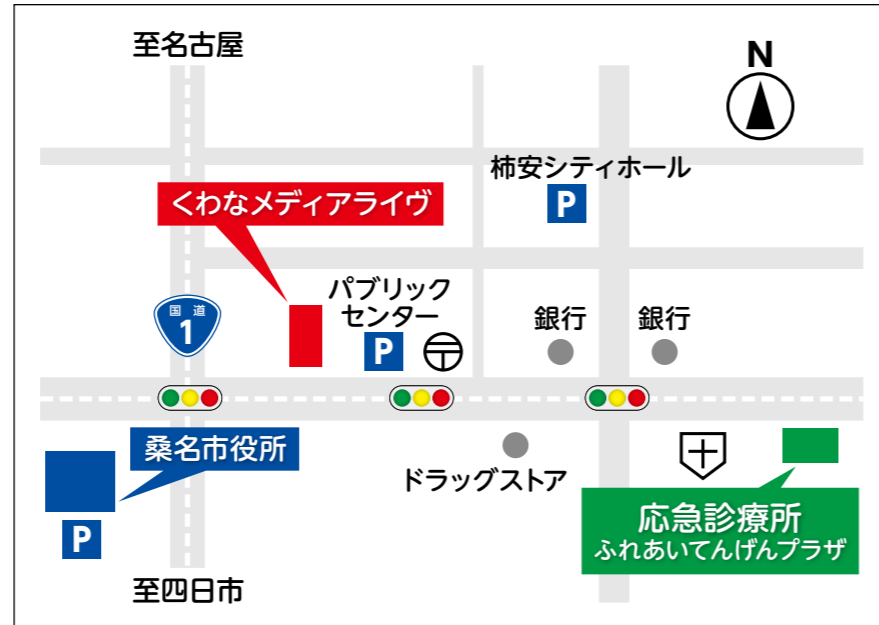 至名古屋
N
柿安シティホール
P
くわなメディアライヴ
国道
1
パブリック
センター
P
銀行
銀行
桑名市役所
P
ドラッグストア
応急診療所
ふれあいてんげんプラザ
至四日市